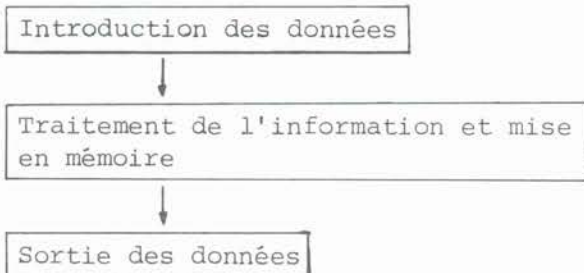 Introduction des données
Traitement de l'information et mise
en mémoire
Sortie des données